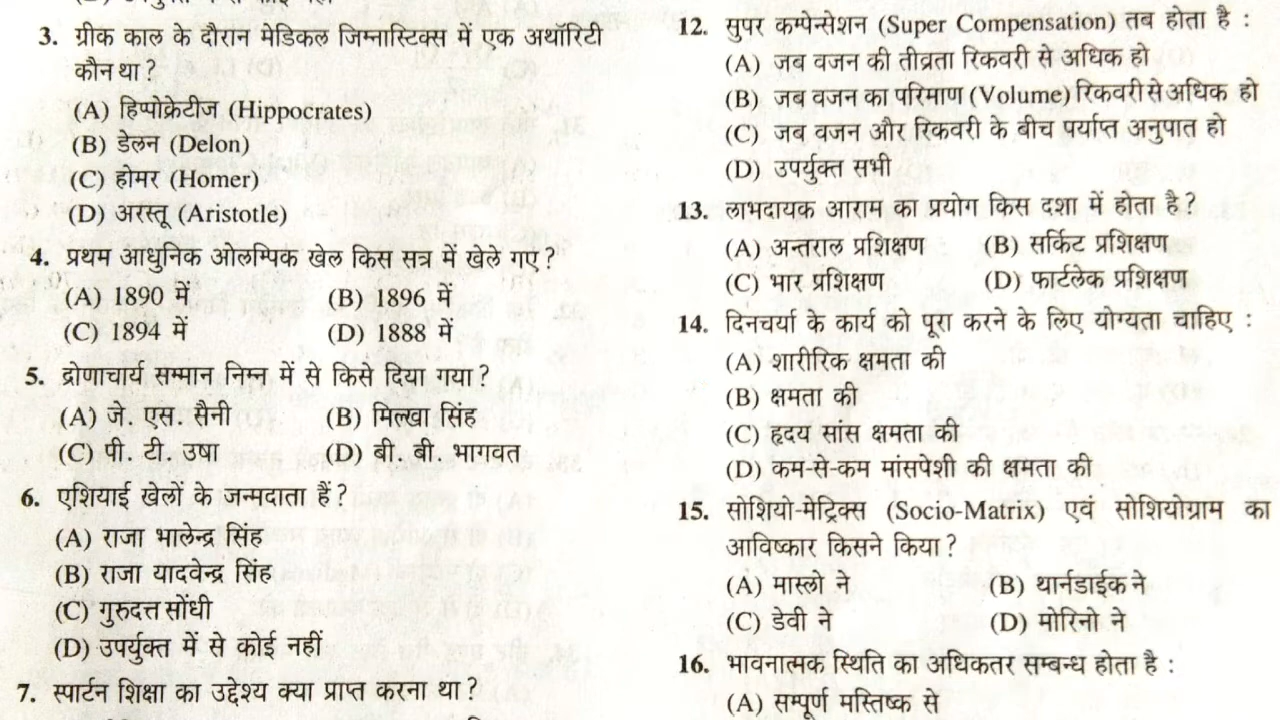 3. ग्रीक काल के दौरान मेडिकल जिम्नास्टिक्स में एक अथॉरिटी
कौन था ?
(A) हिप्पोक्रेटीज (Hippocrates)
(B) डेलन (Delon)
(C) होमर (Homer)
(D) अरस्तू (Aristotle)
4. प्रथम आधुनिक ओलम्पिक खेल किस सत्र में खेले गए ?
(A) 1890 में (B) 1896 में
(C) 1894 में (D) 1888 में
5. द्रोणाचार्य सम्मान निम्न में से किसे दिया गया ?
(A) जे. एस. सैनी (B) मिल्खा सिंह
(C) पी. टी. उषा (D) बी. बी. भागवत
6. एशियाई खेलों के जन्मदाता हैं ?
(A) राजा भालेन्द्र सिंह
(B) राजा यादवेन्द्र सिंह
(C) गुरुदत्त सोंधी
(D) उपर्युक्त में से कोई नहीं
7. स्पार्टन शिक्षा का उद्देश्य क्या प्राप्त करना था ?
12. सुपर कम्पेन्सेशन (Super Compensation) तब होता है :
(A) जब वजन की तीव्रता रिकवरी से अधिक हो
(B) जब वजन का परिमाण (Volume) रिकवरी से अधिक हो
(C) जब वजन और रिकवरी के बीच पर्याप्त अनुपात हो
(D) उपर्युक्त सभी
13. लाभदायक आराम का प्रयोग किस दशा में होता है ?
(A) अन्तराल प्रशिक्षण (B) सर्किट प्रशिक्षण
(C) भार प्रशिक्षण (D) फार्टलेक प्रशिक्षण
14. दिनचर्या के कार्य को पूरा करने के लिए योग्यता चाहिए :
(A) शारीरिक क्षमता की
(B) क्षमता की
(C) हृदय सांस क्षमता की
(D) कम-से-कम मांसपेशी की क्षमता की
15. सोशियो-मेट्रिक्स (Socio-Matrix) एवं सोशियोग्राम का
आविष्कार किसने किया ?
(A) मास्लो ने (B) थार्नडाईक ने
(C) डेवी ने (D) मोरिनो ने
16. भावनात्मक स्थिति का अधिकतर सम्बन्ध होता है :
(A) सम्पूर्ण मस्तिष्क से